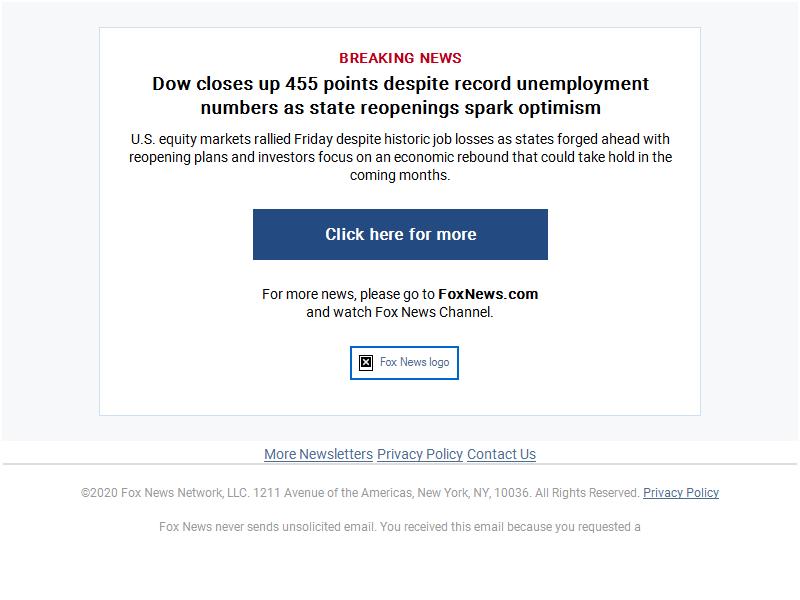 BREAKING NEWS
Dow closes up 455 points despite record unemployment
numbers as state reopenings spark optimism
U.S. equity markets rallied Friday despite historic job losses as states forged ahead with
reopening plans and investors focus on an economic rebound that could take hold in the
coming months.
Click here for more
For more news, please go to FoxNews.com
and watch Fox News Channel.
Fox News logo
More Newsletters Privacy Policy Contact Us
©2020 Fox News Network, LLC. 1211 Avenue of the Americas, New York, NY, 10036. All Rights Reserved. Privacy Policy
Fox News never sends unsolicited email. You received this email because you requested a